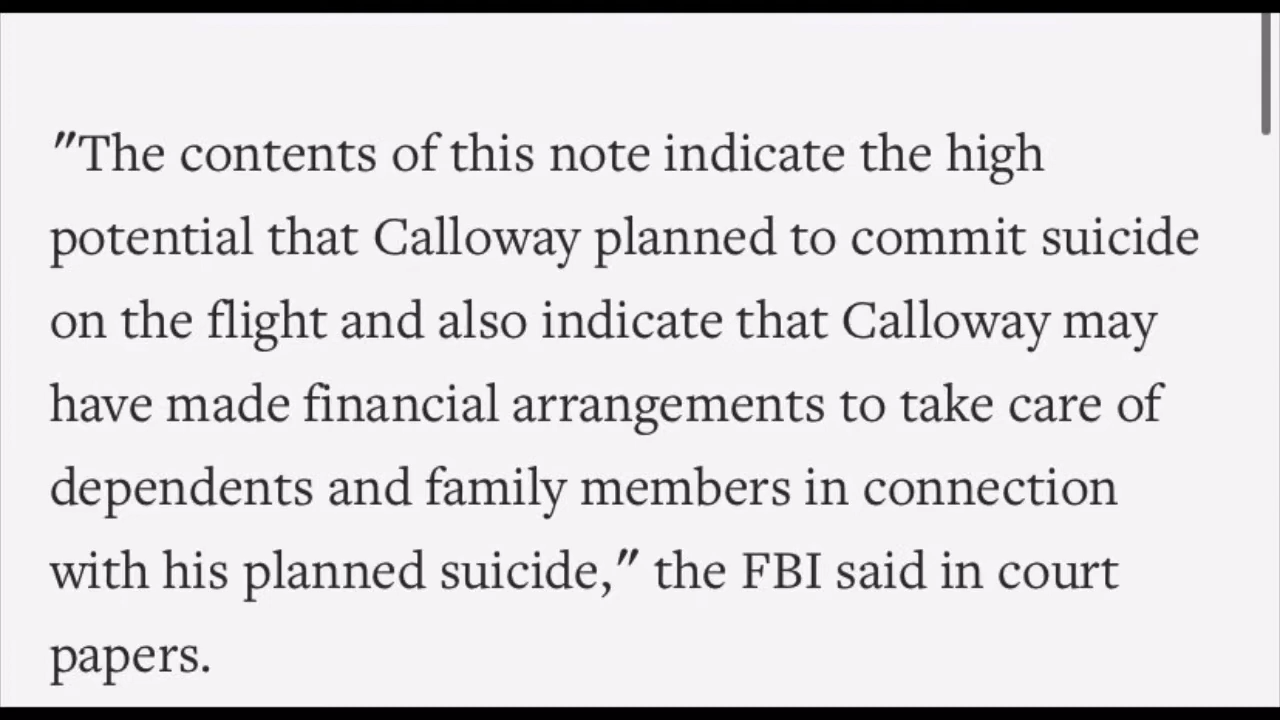 "The contents of this note indicate the high
potential that Calloway planned to commit suicide
on the flight and also indicate that Calloway may
have made financial arrangements to take care of
dependents and family members in connection
with his planned suicide," the FBI said in court
papers.